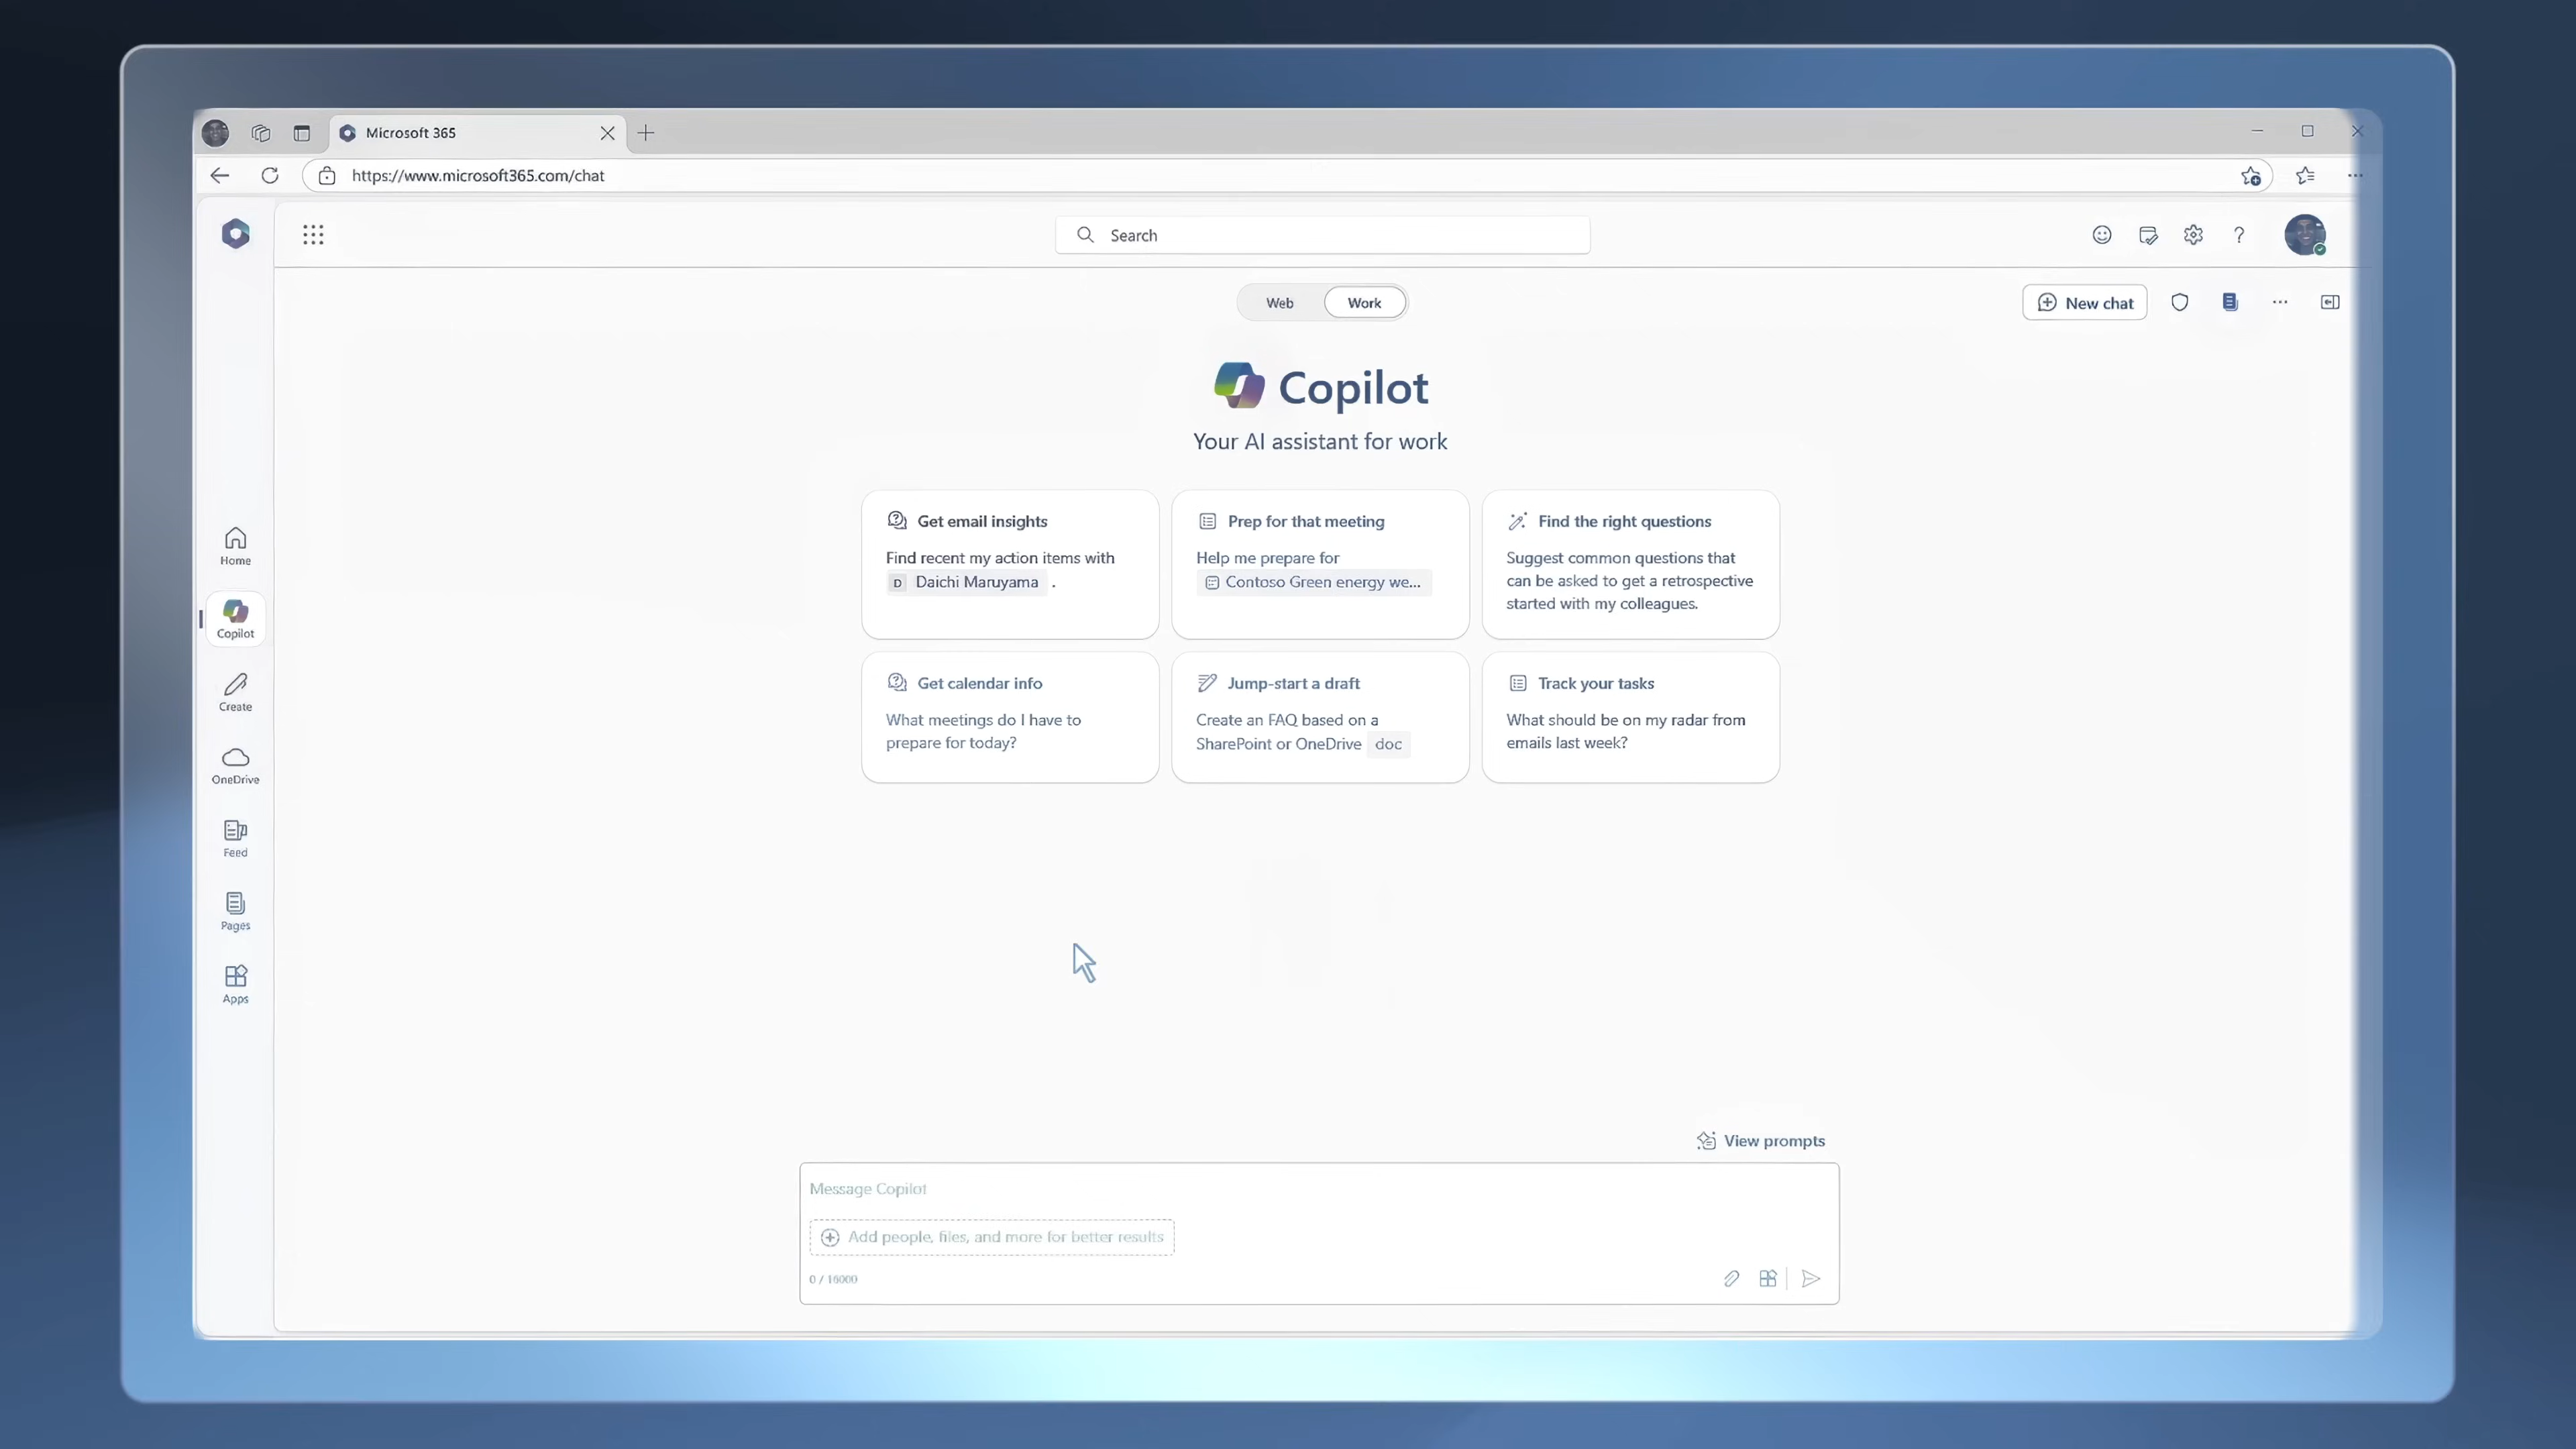 Microsoft 365
https://www.microsoft365.com/chat
Search
Web
Work
New chat
Copilot
Your AI assistant for work
Get email insights
Find recent my action items with
D Daichi Maruyama .
Prep for that meeting
Help me prepare for
Contoso Green energy we...
Find the right questions
Suggest common questions that
can be asked to get a retrospective
started with my colleagues.
Get calendar info
What meetings do I have to
prepare for today?
Jump-start a draft
Create an FAQ based on a
SharePoint or OneDrive doc
Track your tasks
What should be on my radar from
emails last week?
Home
Copilot
Create
OneDrive
Feed
Pages
Apps
View prompts
Message Copilot
Add people, files, and more for better results
0 / 16000